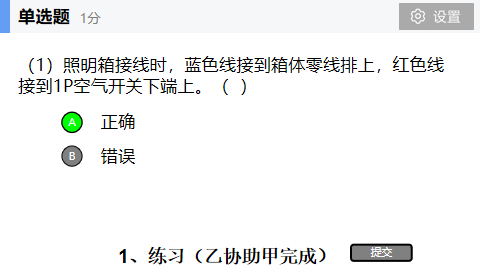 单选题 1分
设置
（1）照明箱接线时，蓝色线接到箱体零线排上，红色线
接到1P空气开关下端上。（ ）
A 正确
B 错误
1、练习（乙协助甲完成）
提交